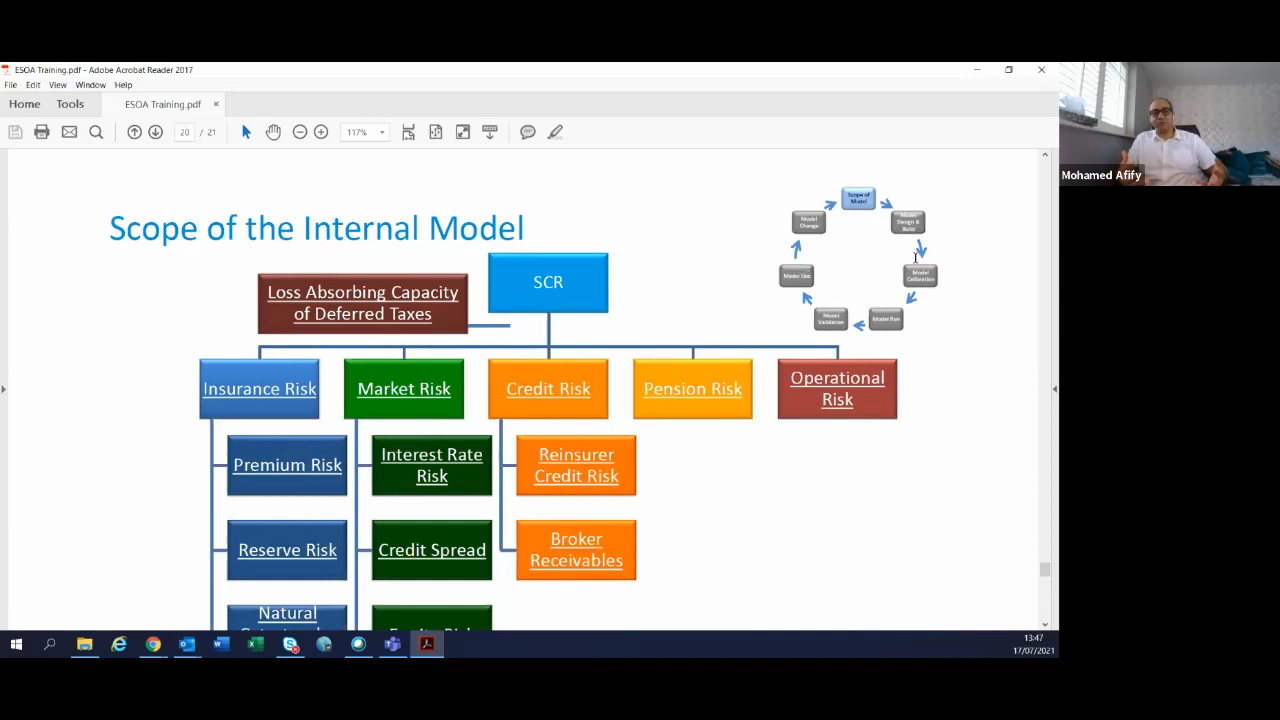 ESOA Training.pdf - Adobe Acrobat Reader 2017
File Edit View Window Help
Home Tools ESOA Training.pdf ×
20 / 21 117%
Scope of the Internal Model
Scope of
Model
Model
Design &
Build
Model
Calibration
Model Run
Model
Validation
Model Use
Model
Change
SCR
Loss Absorbing Capacity
of Deferred Taxes
Insurance Risk
Market Risk
Credit Risk
Pension Risk
Operational
Risk
Premium Risk
Interest Rate
Risk
Reinsurer
Credit Risk
Reserve Risk
Credit Spread
Broker
Receivables
Natural
Mohamed Afify
13:47
17/07/2021